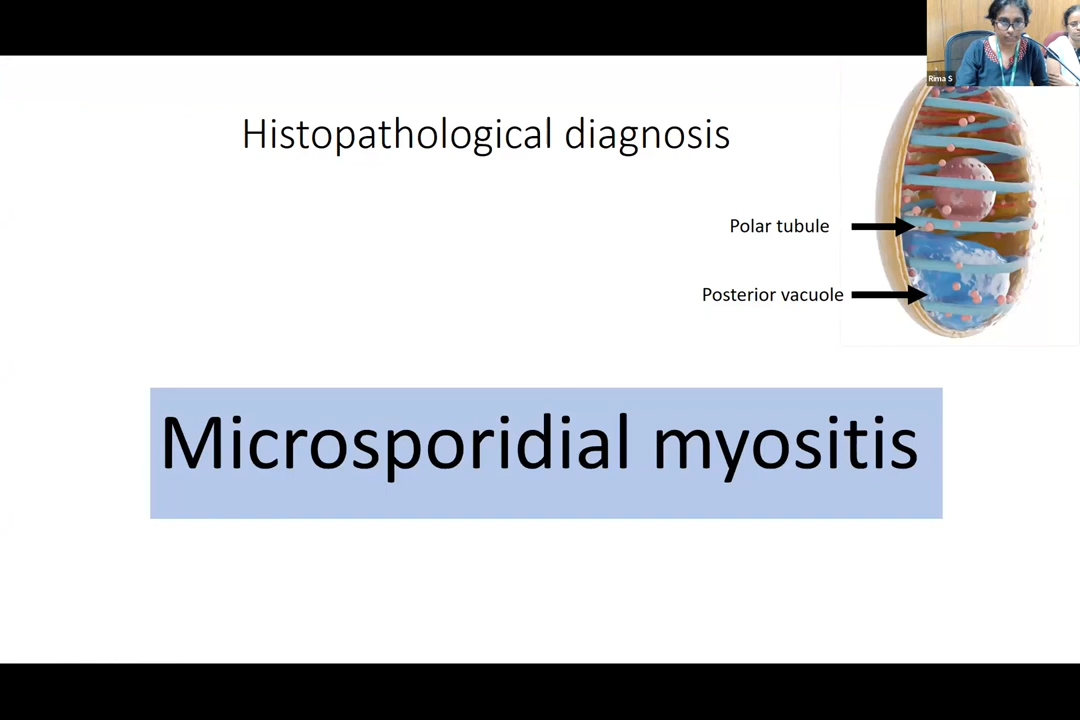 Rima S
Histopathological diagnosis
Polar tubule
Posterior vacuole
Microsporidial myositis